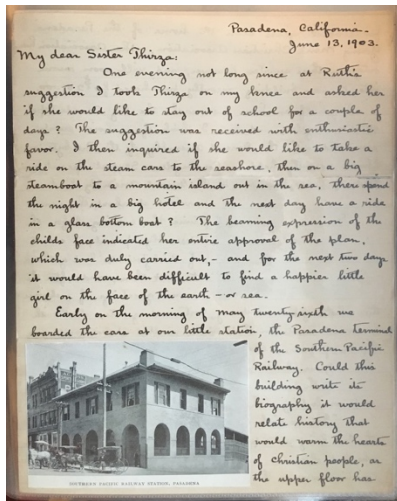 Pasadena, California.
June 13, 1903.
My dear Sister Thirza:
One evening not long since at Ruth's
suggestion I took Thirza on my knee and asked her
if she would like to stay out of school for a couple of
days? The suggestion was received with enthusiastic
favor. I then inquired if she would like to take a
ride on the steam cars to the seashore, then on a big
steamboat to a mountain island out in the sea, there spend
the night in a big hotel and the next day have a ride
in a glass bottom boat? The beaming expression of the
childs face indicated her entire approval of the plan,
which was duly carried out,- and for the next two days
it would have been difficult to find a happier little
girl on the face of the earth - or sea.
Early on the morning of May twenty-sixth we
boarded the cars at our little station, the Pasadena terminal
of the Southern Pacific
Railway. Could this
building write its
biography it would
relate history that
would warm the hearts
of Christian people, as
the upper floor has
SOUTHERN PACIFIC RAILWAY STATION, PASADENA